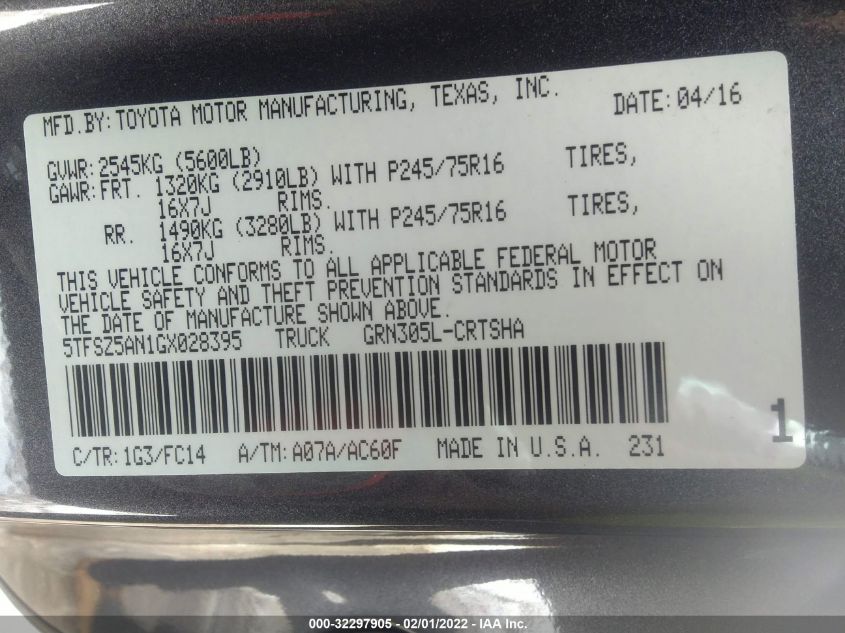 MFD.BY:TOYOTA MOTOR MANUFACTURING, TEXAS, INC. DATE:04/16
GVWR:2545KG (5600LB)
GAWR:FRT. 1320KG (2910LB) WITH P245/75R16 TIRES,
16X7J RIMS.
RR. 1490KG (3280LB) WITH P245/75R16 TIRES,
16X7J RIMS.
THIS VEHICLE CONFORMS TO ALL APPLICABLE FEDERAL MOTOR
VEHICLE SAFETY AND THEFT PREVENTION STANDARDS IN EFFECT ON
THE DATE OF MANUFACTURE SHOWN ABOVE.
5TFSZ5AN1GX028395 TRUCK GRN305L-CRTSHA
C/TR:1G3/FC14 A/TM:A07A/AC60F MADE IN U.S.A. 231
1
000-32297905 - 02/01/2022 - IAA Inc.